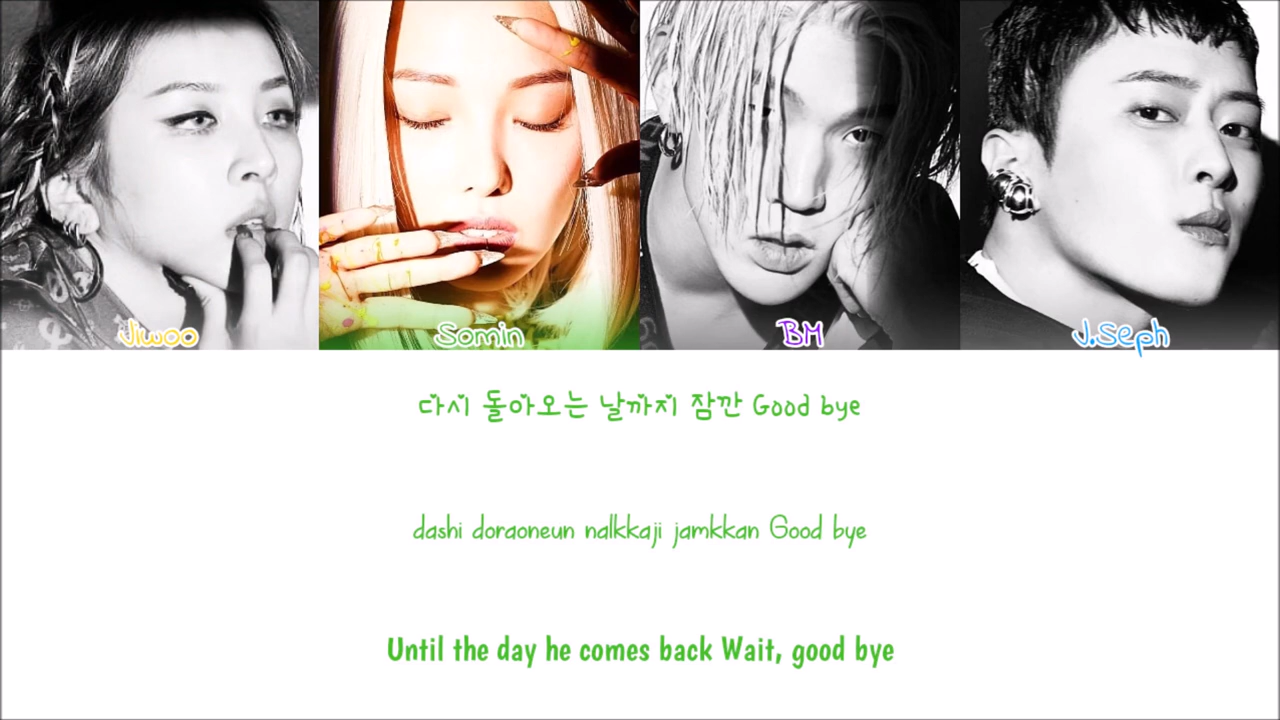 Jiwoo
Somin
BM
J.Seph
다시 돌아오는 날까지 잠깐 Good bye
dashi doraoneun nalkkaji jamkkan Good bye
Until the day he comes back Wait, good bye